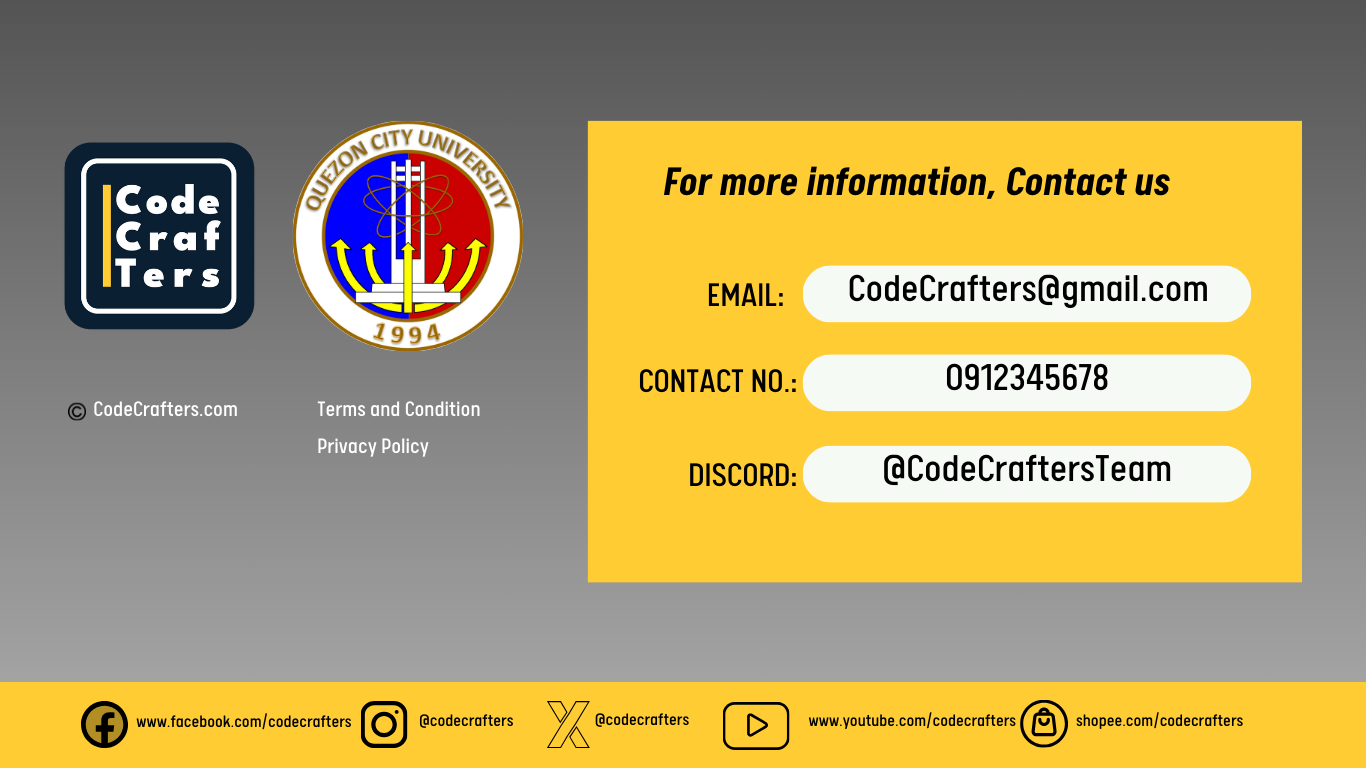 Code
Craf
Ters
QUEZON CITY UNIVERSITY
1994
© CodeCrafters.com
Terms and Condition
Privacy Policy
For more information, Contact us
EMAIL: CodeCrafters@gmail.com
CONTACT NO.: 0912345678
DISCORD: @CodeCraftersTeam
www.facebook.com/codecrafters @codecrafters @codecrafters www.youtube.com/codecrafters shopee.com/codecrafters